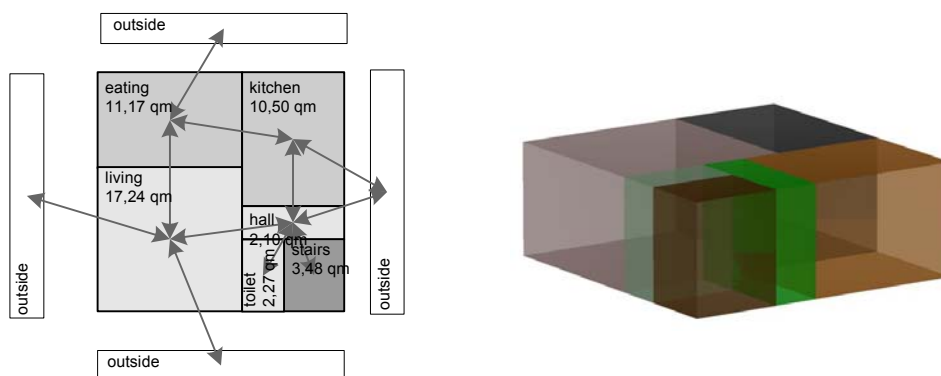 outside
eating
11,17 qm
kitchen
10,50 qm
living
17,24 qm
hall
2,10 qm
stairs
3,48 qm
toilet
2,27 qm
outside
outside
outside